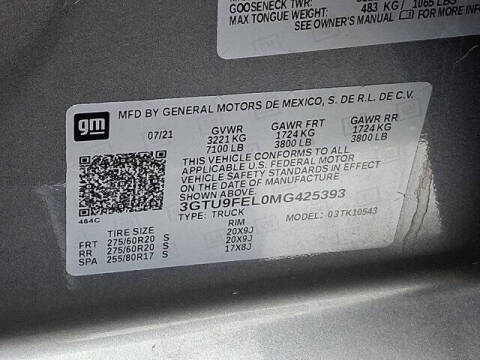 GOOSENECK TWR:
MAX TONGUE WEIGHT: 483 KG / 1065 LBS
SEE OWNER'S MANUAL
gm
MFD BY GENERAL MOTORS DE MEXICO, S. DE R.L. DE C.V.
07/21 GVWR GAWR FRT GAWR RR
3221 KG 1724 KG 1724 KG
7100 LB 3800 LB 3800 LB
THIS VEHICLE CONFORMS TO ALL
APPLICABLE U.S. FEDERAL MOTOR
VEHICLE SAFETY STANDARDS IN EFFECT
ON THE DATE OF MANUFACTURE SHOWN ABOVE.
3GTU9FEL0MG425393
TYPE: TRUCK MODEL: 03TK10543
484C
TIRE SIZE RIM
FRT 275/60R20 S 20X9J
RR 275/60R20 S 20X9J
SPA 255/80R17 S 17X8J